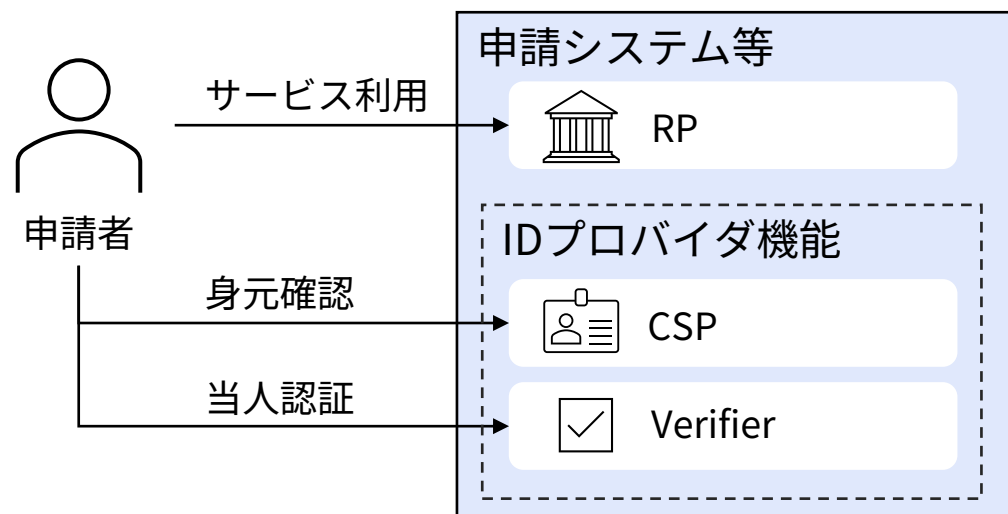 申請システム等
サービス利用
RP
申請者
IDプロバイダ機能
身元確認
CSP
当人認証
Verifier